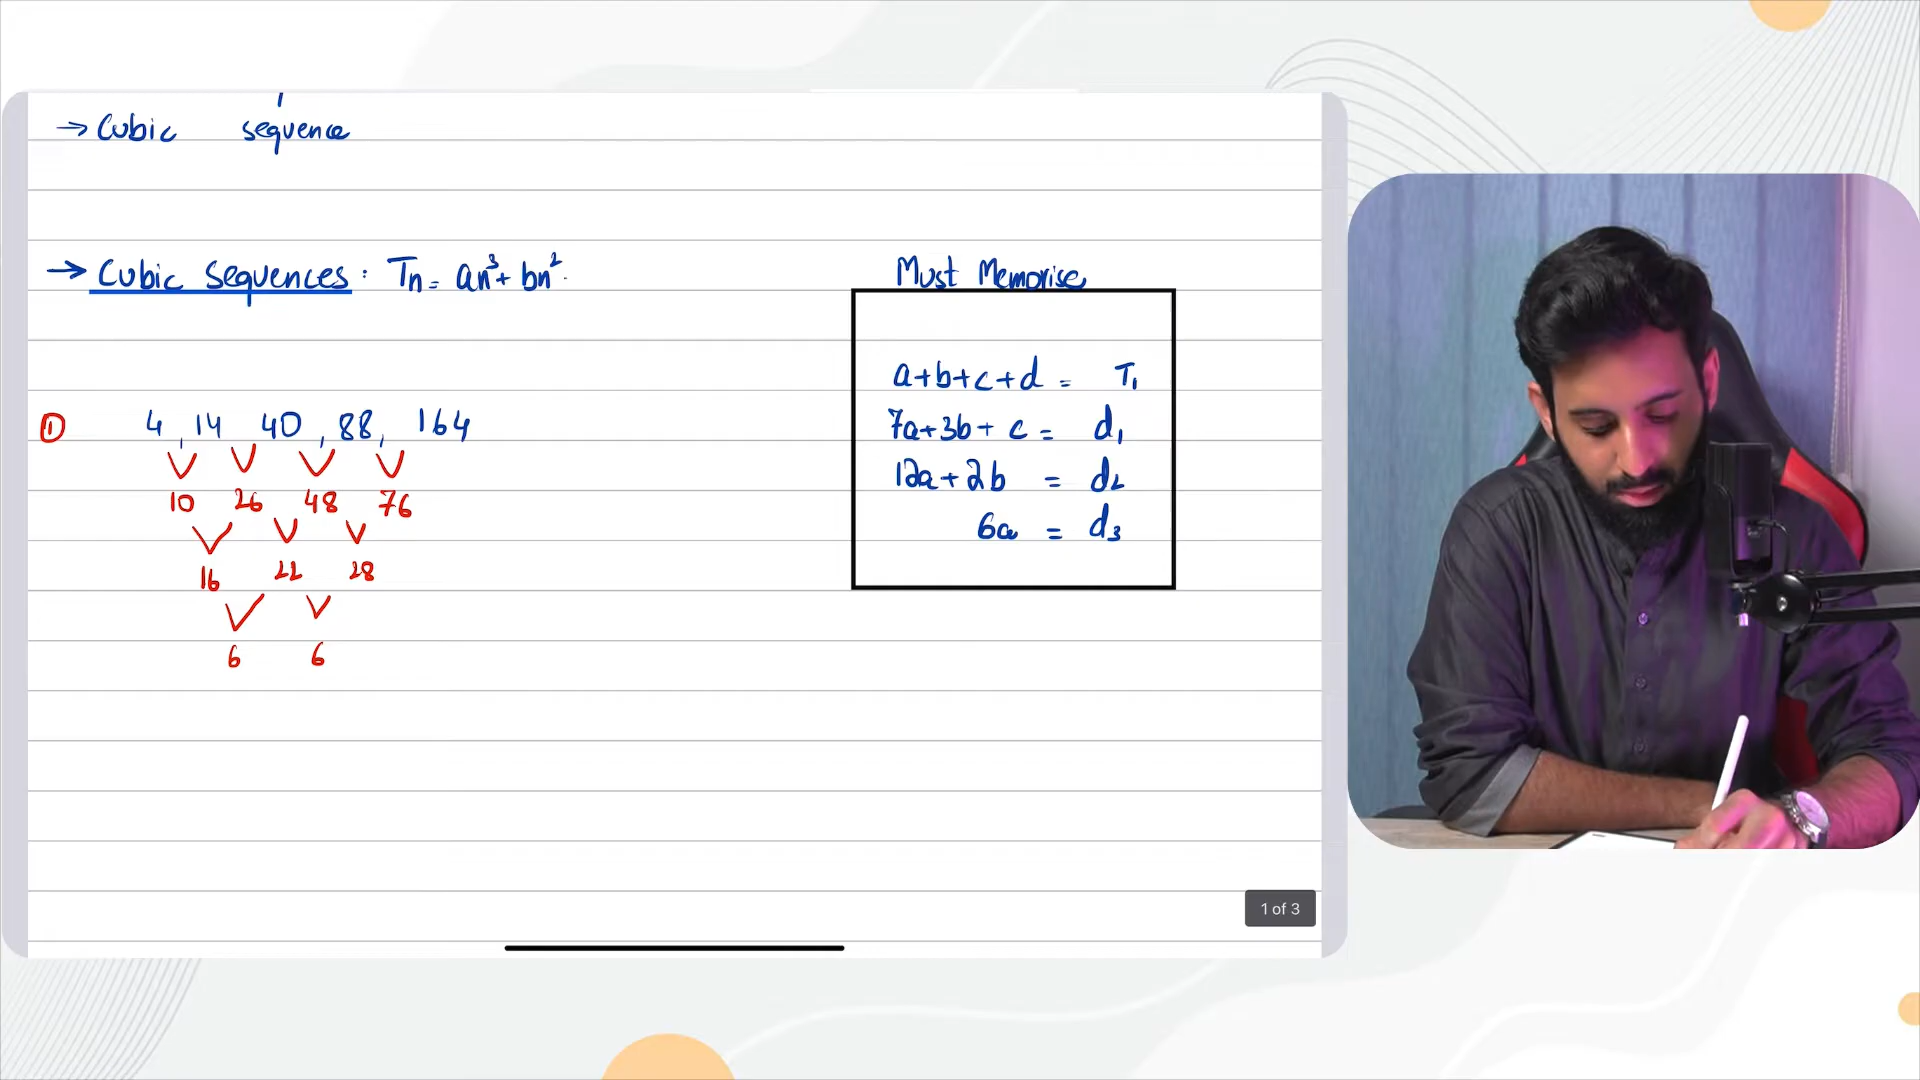 → Cubic sequence
→ Cubic Sequences : Tn = an³ + bn²
Must Memorise
a+b+c+d = T₁
7a+3b+c = d₁
12a+2b = d₂
6a = d₃
① 4, 14 40, 88, 164
10 26 48 76
16 22 28
6 6
1 of 3